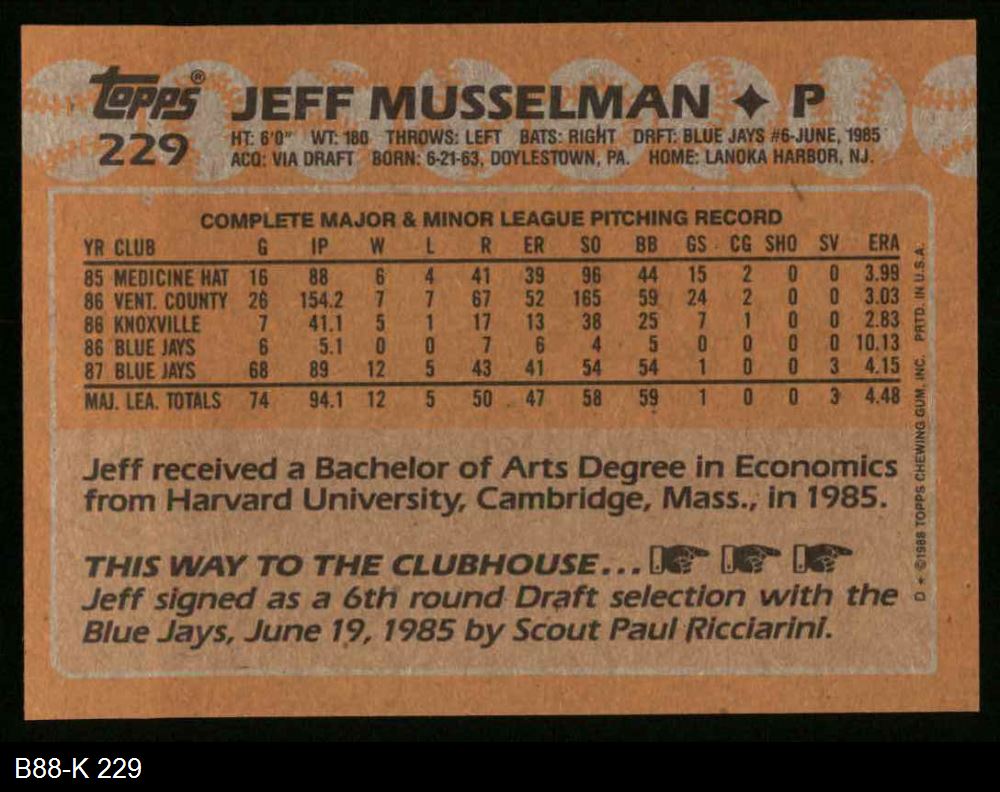 topps®
229
JEFF MUSSELMAN ✦ P
HT: 6'0" WT: 180 THROWS: LEFT BATS: RIGHT DRFT: BLUE JAYS #6-JUNE, 1985
ACQ: VIA DRAFT BORN: 6-21-63, DOYLESTOWN, PA. HOME: LANOKA HARBOR, NJ.
COMPLETE MAJOR & MINOR LEAGUE PITCHING RECORD
YR CLUB G IP W L R ER SO BB GS CG SHO SV ERA
85 MEDICINE HAT 16 88 6 4 41 39 96 44 15 2 0 0 3.99
86 VENT. COUNTY 26 154.2 7 7 67 52 165 59 24 2 0 0 3.03
86 KNOXVILLE 7 41.1 5 1 17 13 38 25 7 1 0 0 2.83
86 BLUE JAYS 6 5.1 0 0 7 6 4 5 0 0 0 0 10.13
87 BLUE JAYS 68 89 12 5 43 41 54 54 1 0 0 3 4.15
MAJ. LEA. TOTALS 74 94.1 12 5 50 47 58 59 1 0 0 3 4.48
Jeff received a Bachelor of Arts Degree in Economics
from Harvard University, Cambridge, Mass., in 1985.
THIS WAY TO THE CLUBHOUSE...
Jeff signed as a 6th round Draft selection with the
Blue Jays, June 19, 1985 by Scout Paul Ricciarini.
D * ©1988 TOPPS CHEWING GUM, INC. PRTD. IN U.S.A.
B88-K 229